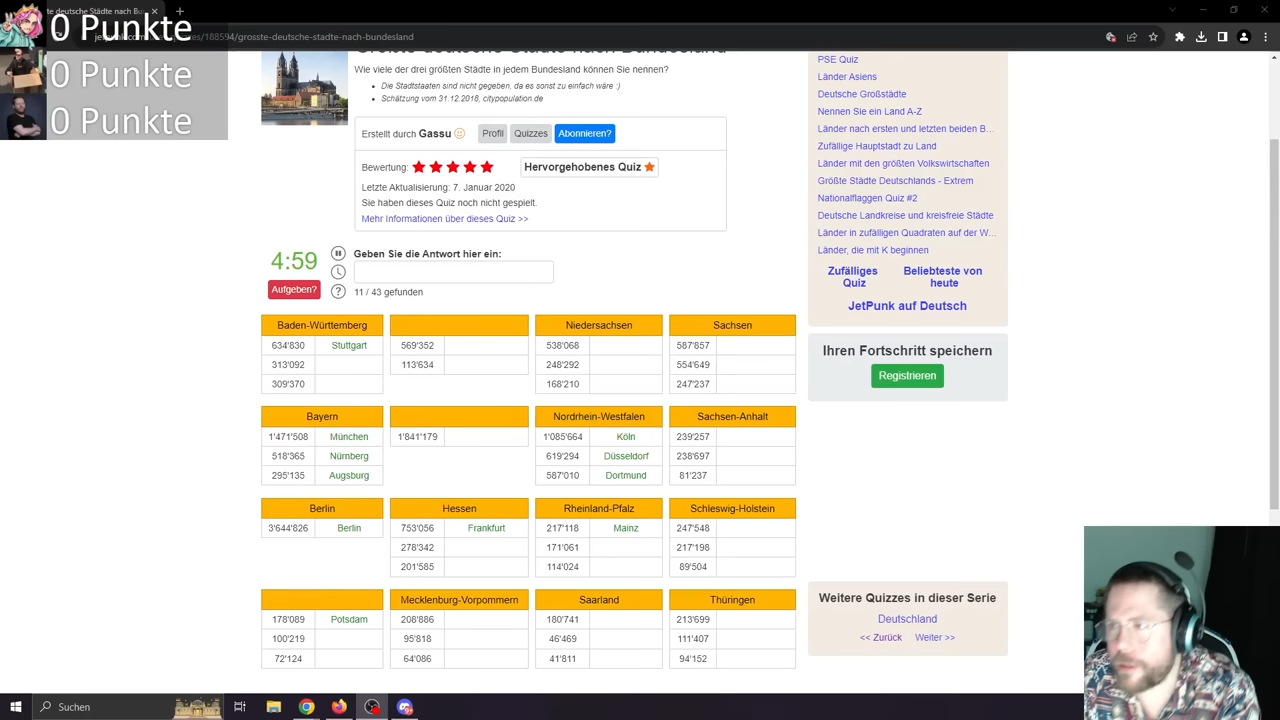 0 Punkte
0 Punkte
0 Punkte
188594/grosste-deutsche-stadte-nach-bundesland
Wie viele der drei größten Städte in jedem Bundesland können Sie nennen?
Die Stadtstaaten sind nicht gegeben, da es sonst zu einfach wäre :)
Schätzung vom 31.12.2018, citypopulation.de
Erstellt durch Gassu
Profil
Quizzes
Abonnieren?
Bewertung:
Hervorgehobenes Quiz
Letzte Aktualisierung: 7. Januar 2020
Sie haben dieses Quiz noch nicht gespielt.
Mehr Informationen über dieses Quiz >>
4:59
Aufgeben?
Geben Sie die Antwort hier ein:
11 / 43 gefunden
Baden-Württemberg
634'830 Stuttgart
313'092
309'370
569'352
113'634
Niedersachsen
538'068
248'292
168'210
Sachsen
587'857
554'649
247'237
Bayern
1'471'508 München
518'365 Nürnberg
295'135 Augsburg
1'841'179
Nordrhein-Westfalen
1'085'664 Köln
619'294 Düsseldorf
587'010 Dortmund
Sachsen-Anhalt
239'257
238'697
81'237
Berlin
3'644'826 Berlin
Hessen
753'056 Frankfurt
278'342
201'585
Rheinland-Pfalz
217'118 Mainz
171'061
114'024
Schleswig-Holstein
247'548
217'198
89'504
178'089 Potsdam
100'219
72'124
Mecklenburg-Vorpommern
208'886
95'818
64'086
Saarland
180'741
46'469
41'811
Thüringen
213'699
111'407
94'152
PSE Quiz
Länder Asiens
Deutsche Großstädte
Nennen Sie ein Land A-Z
Länder nach ersten und letzten beiden B...
Zufällige Hauptstadt zu Land
Länder mit den größten Volkswirtschaften
Größte Städte Deutschlands - Extrem
Nationalflaggen Quiz #2
Deutsche Landkreise und kreisfreie Städte
Länder in zufälligen Quadraten auf der W...
Länder, die mit K beginnen
Zufälliges Quiz
Beliebteste von heute
JetPunk auf Deutsch
Ihren Fortschritt speichern
Registrieren
Weitere Quizzes in dieser Serie
Deutschland
<< Zurück
Weiter >>
Suchen